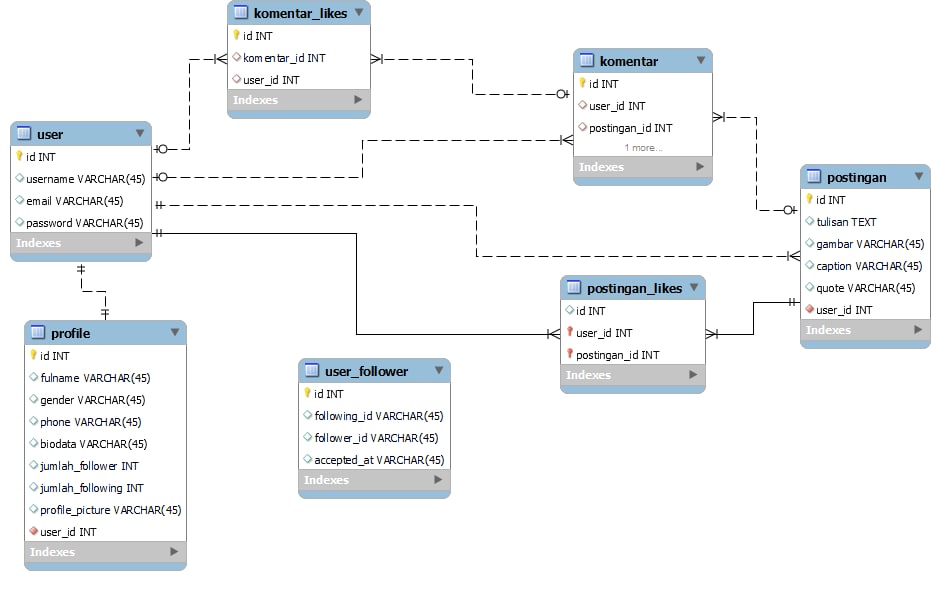 komentar_likes
id INT
komentar_id INT
user_id INT
Indexes
komentar
id INT
user_id INT
postingan_id INT
1 more...
Indexes
user
id INT
username VARCHAR(45)
email VARCHAR(45)
password VARCHAR(45)
Indexes
postingan
id INT
tulisan TEXT
gambar VARCHAR(45)
caption VARCHAR(45)
quote VARCHAR(45)
user_id INT
Indexes
postingan_likes
id INT
user_id INT
postingan_id INT
Indexes
profile
id INT
fulname VARCHAR(45)
gender VARCHAR(45)
phone VARCHAR(45)
biodata VARCHAR(45)
jumlah_follower INT
jumlah_following INT
profile_picture VARCHAR(45)
user_id INT
Indexes
user_follower
id INT
following_id VARCHAR(45)
follower_id VARCHAR(45)
accepted_at VARCHAR(45)
Indexes